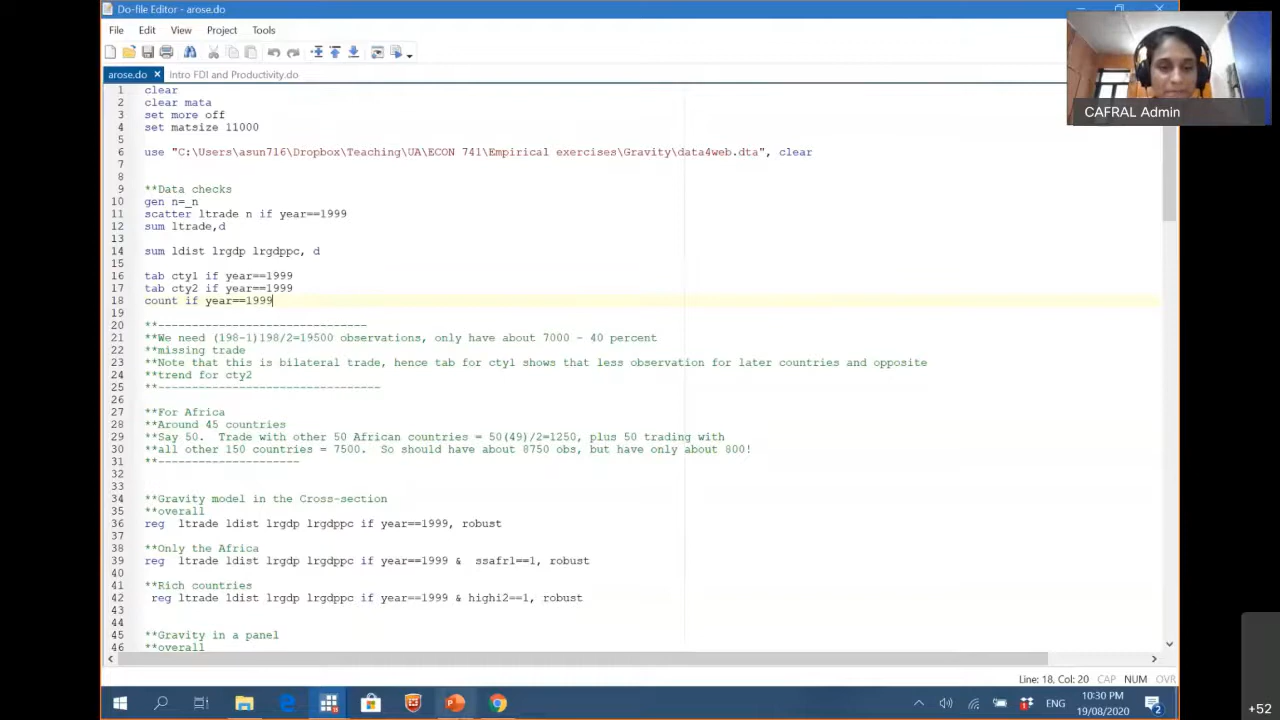 Do-file Editor - arose.do
File Edit View Project Tools
arose.do × Intro FDI and Productivity.do
CAFRAL Admin
1 clear
2 clear mata
3 set more off
4 set matsize 11000
5
6 use "C:\Users\asun716\Dropbox\Teaching\UA\ECON 741\Empirical exercises\Gravity\data4web.dta", clear
7
8
9 **Data checks
10 gen n=_n
11 scatter ltrade n if year==1999
12 sum ltrade,d
13
14 sum ldist lrgdp lrgdppc, d
15
16 tab cty1 if year==1999
17 tab cty2 if year==1999
18 count if year==1999
19
20 **-------------------------------
21 **We need (198-1)198/2=19500 observations, only have about 7000 - 40 percent
22 **missing trade
23 **Note that this is bilateral trade, hence tab for cty1 shows that less observation for later countries and opposite
24 **trend for cty2
25 **---------------------------------
26
27 **For Africa
28 **Around 45 countries
29 **Say 50.  Trade with other 50 African countries = 50(49)/2=1250, plus 50 trading with
30 **all other 150 countries = 7500.  So should have about 8750 obs, but have only about 800!
31 **---------------------
32
33
34 **Gravity model in the Cross-section
35 **overall
36 reg  ltrade ldist lrgdp lrgdppc if year==1999, robust
37
38 **Only the Africa
39 reg  ltrade ldist lrgdp lrgdppc if year==1999 &  ssafr1==1, robust
40
41 **Rich countries
42 reg ltrade ldist lrgdp lrgdppc if year==1999 & highi2==1, robust
43
44
45 **Gravity in a panel
46 **overall
Line: 18, Col: 20 CAP NUM OVR
ENG
10:30 PM
19/08/2020
2
+52